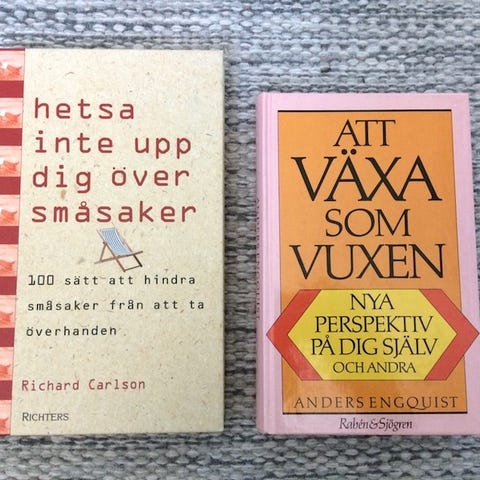 hetsa
inte upp
dig över
småsaker
100 sätt att hindra
småsaker från att ta
överhanden
Richard Carlson
RICHTERS
ATT
VÄXA
SOM
VUXEN
NYA
PERSPEKTIV
PÅ DIG SJÄLV
OCH ANDRA
ANDERS ENGQUIST
Rabén & Sjögren